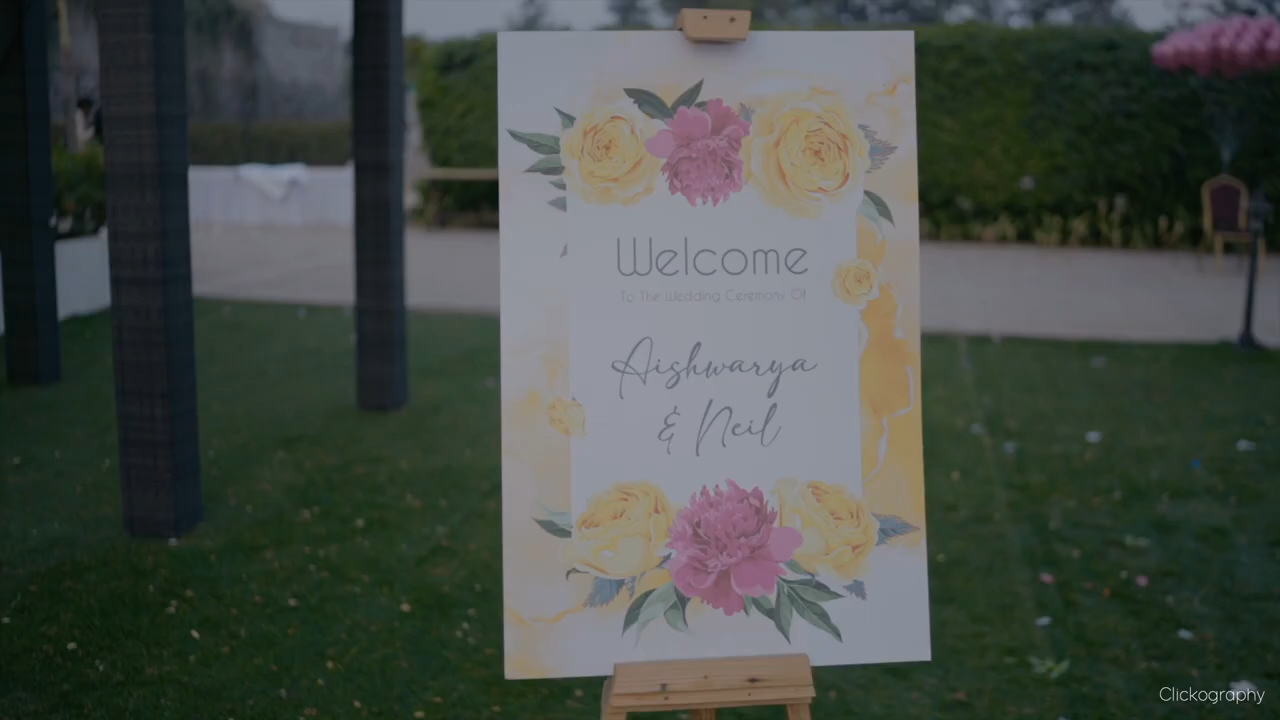 Welcome
To The Wedding Ceremony Of
Aishwarya
& Neil
Clickography